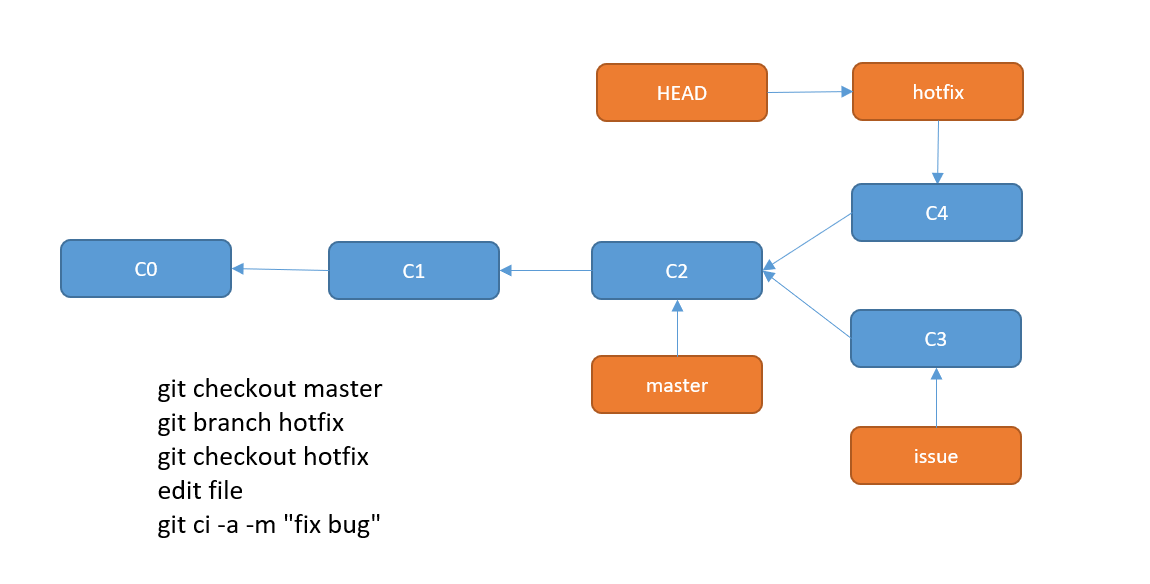 HEAD
hotfix
C4
C0
C1
C2
C3
master
issue
git checkout master
git branch hotfix
git checkout hotfix
edit file
git ci -a -m "fix bug"